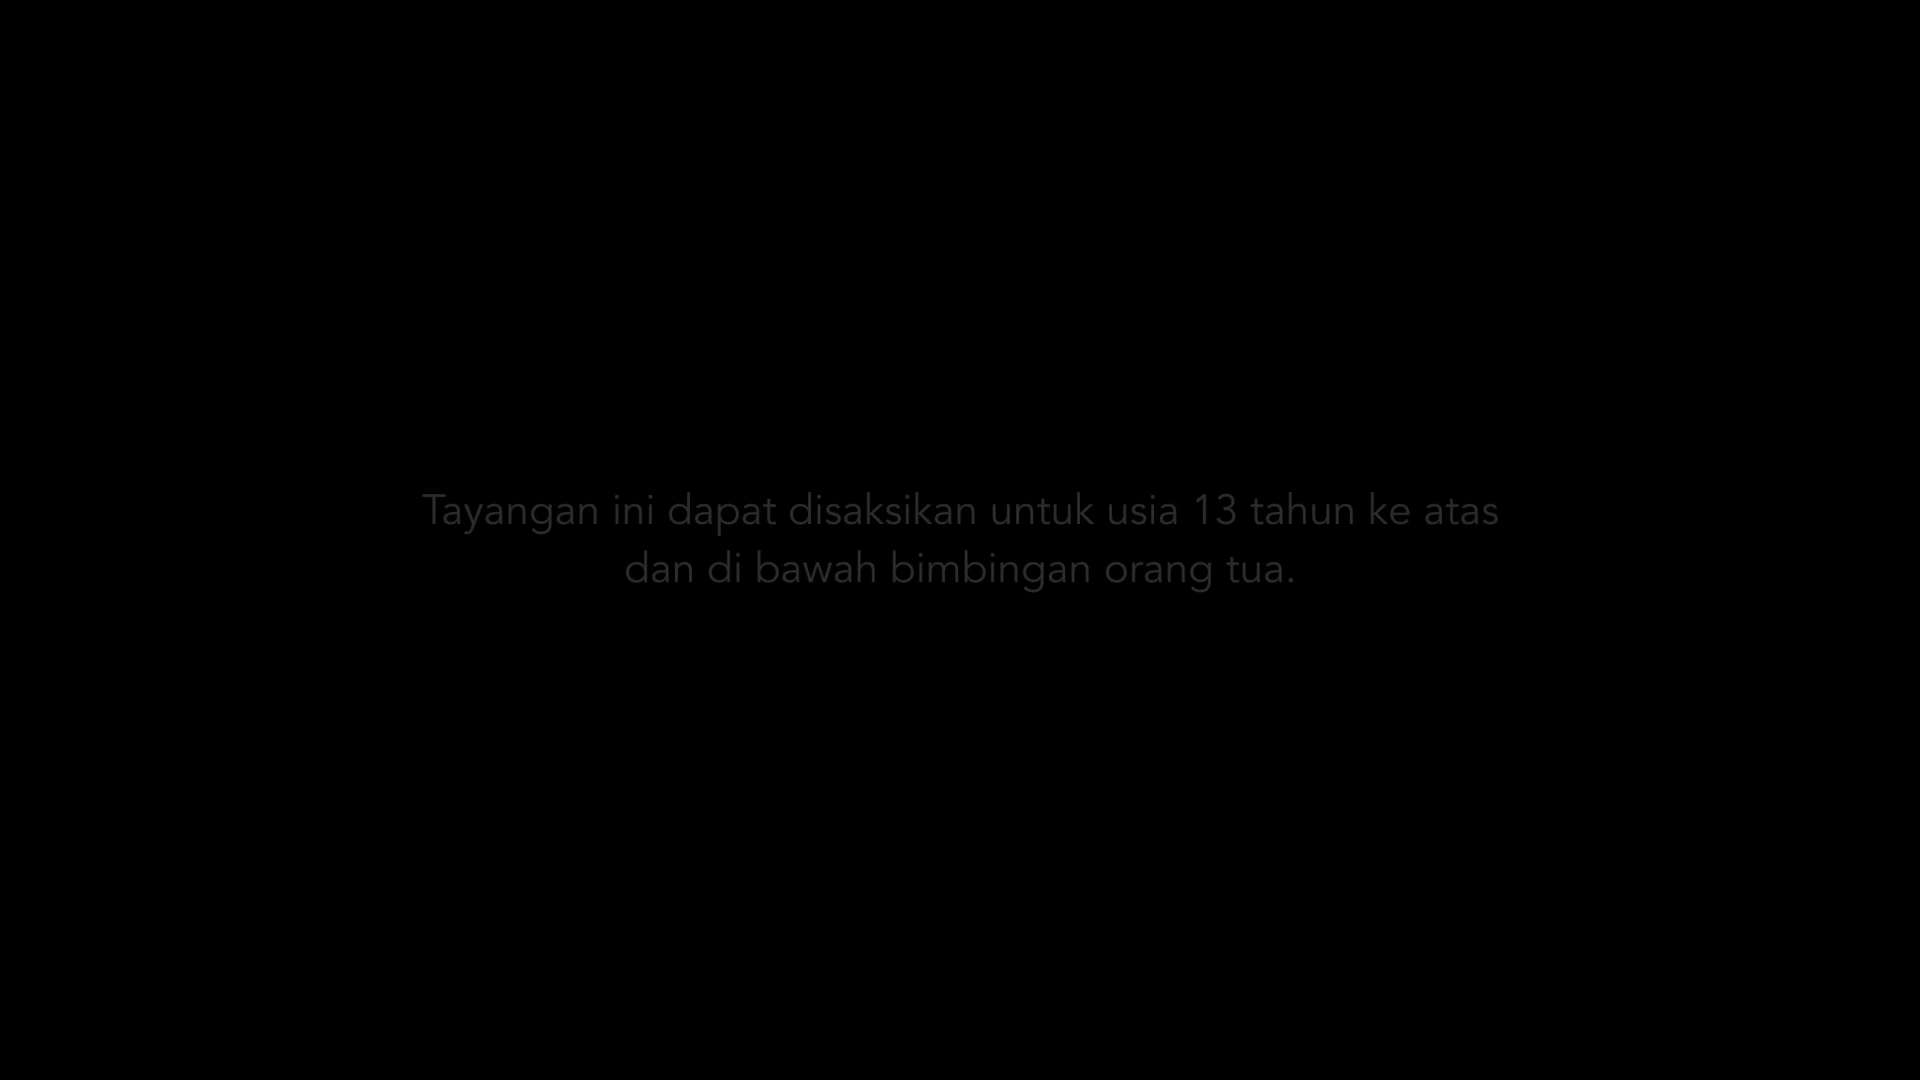 Tayangan ini dapat disaksikan untuk usia 13 tahun ke atas
dan di bawah bimbingan orang tua.